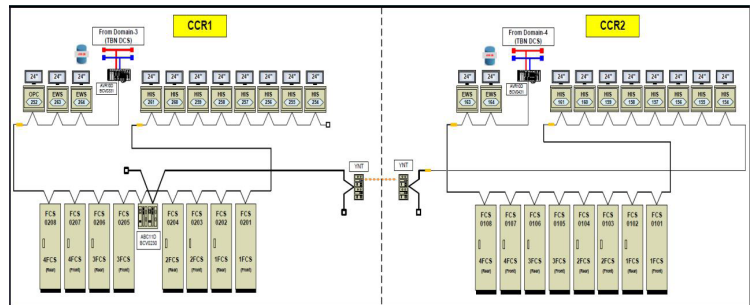 CCR1
CCR2
From Domain-3
(TBN DCS)
From Domain-4
(TBN DCS)
24" 24" 24"
24" 24" 24" 24" 24" 24" 24" 24"
24" 24"
24" 24" 24" 24" 24" 24" 24" 24"
OPC
262
EWS
263
EWS
264
AVR10D
HIS
261
HIS
260
HIS
259
HIS
258
HIS
257
HIS
256
HIS
255
HIS
254
EWS
163
EWS
164
AVR10D
HIS
161
HIS
160
HIS
159
HIS
158
HIS
157
HIS
156
HIS
155
HIS
154
YNT
YNT
FCS
0208
FCS
0207
FCS
0206
FCS
0205
ABC11D
BCV0230
FCS
0204
FCS
0203
FCS
0202
FCS
0201
4FCS
(Rear)
4FCS
(Front)
3FCS
(Rear)
3FCS
(Front)
2FCS
(Rear)
2FCS
(Front)
1FCS
(Rear)
1FCS
(Front)
FCS
0108
FCS
0107
FCS
0106
FCS
0105
FCS
0104
FCS
0103
FCS
0102
FCS
0101
4FCS
(Rear)
4FCS
(Front)
3FCS
(Rear)
3FCS
(Front)
2FCS
(Rear)
2FCS
(Front)
1FCS
(Rear)
1FCS
(Front)